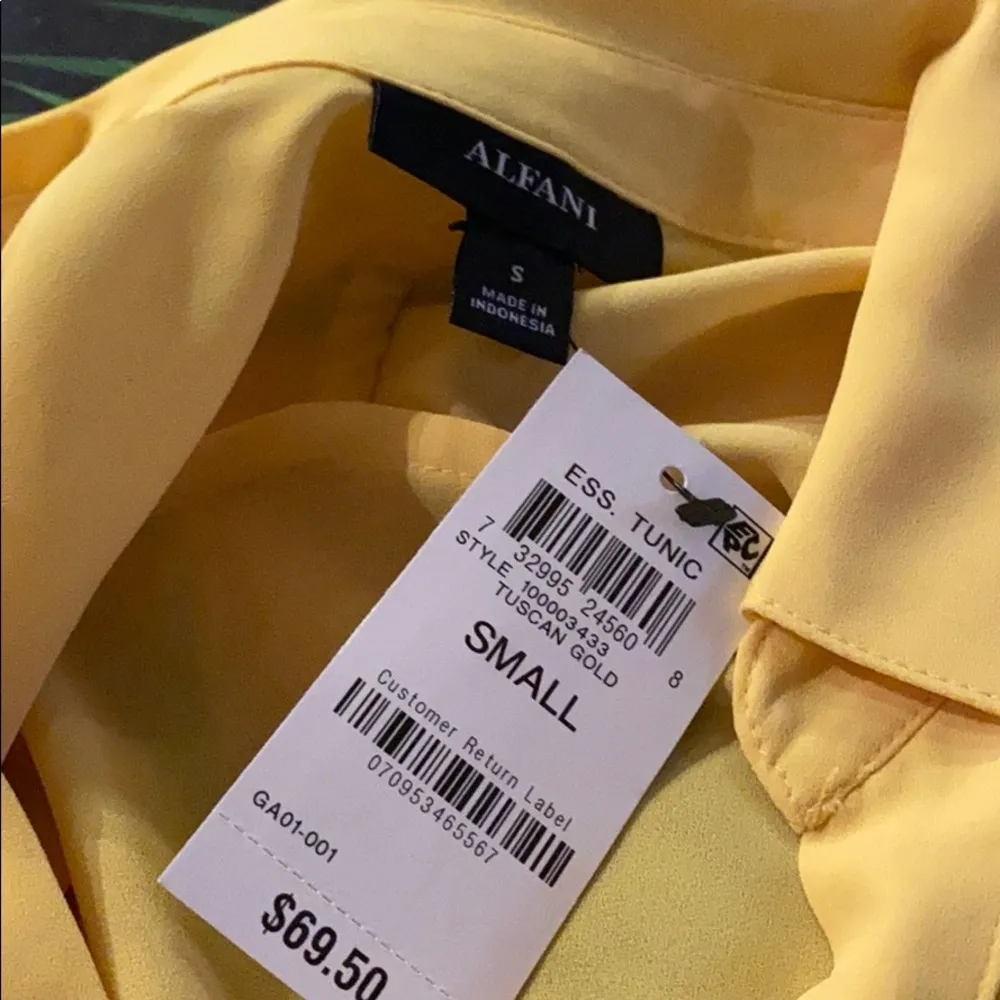 ALFANI
S
MADE IN
INDONESIA
ESS. TUNIC
7 32995 24560 8
STYLE 100003433
TUSCAN GOLD
SMALL
Customer Return Label
070953465567
GA01-001
$69.50